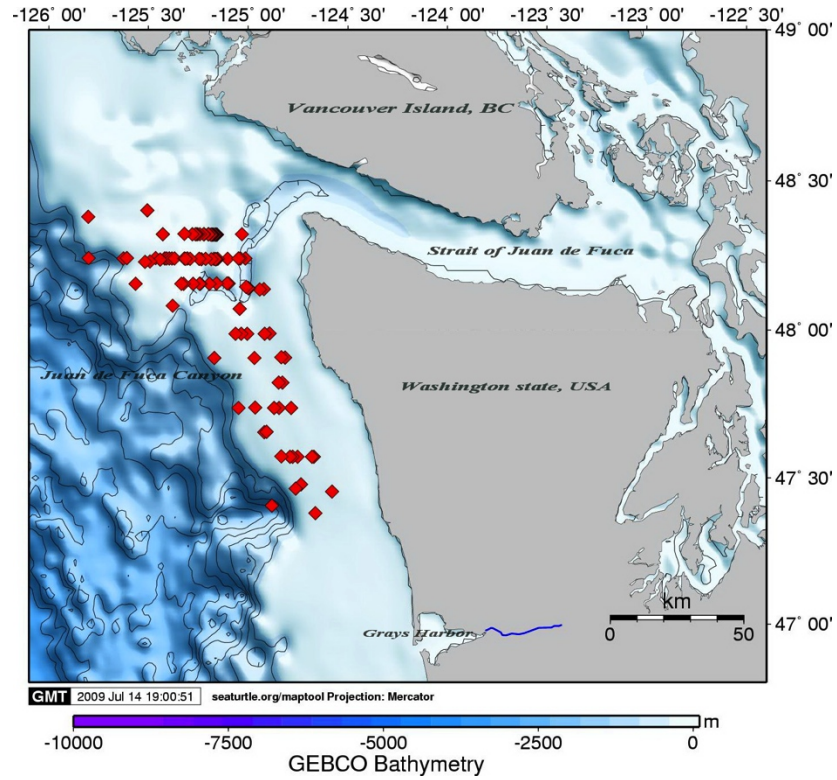 -126 00' -125 30' -125 00' -124 30' -124 00' -123 30' -123 00' -122 30'
49 00'
Vancouver Island, BC
48 30'
Strait of Juan de Fuca
48 00'
Juan de Fuca Canyon
Washington state, USA
47 30'
km
0 50
Grays Harbor
47 00'
GMT 2009 Jul 14 19:00:51 seaturtle.org/maptool Projection: Mercator
m
-10000 -7500 -5000 -2500 0
GEBCO Bathymetry